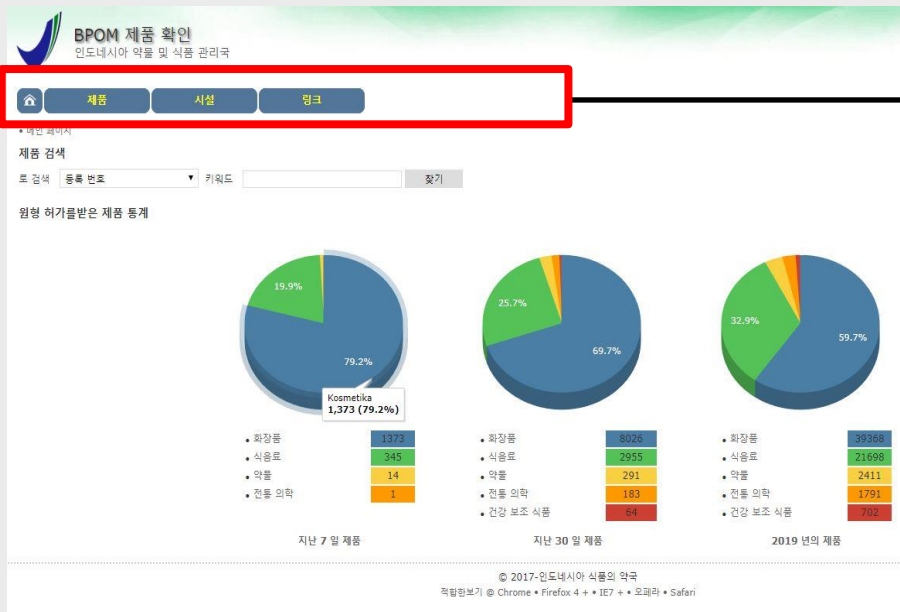 BPOM 제품 확인
인도네시아 약물 및 식품 관리국
제품 시설 링크
• 메인 페이지
제품 검색
로 검색 등록 번호 ▼ 키워드 찾기
원형 허가를받은 제품 통계
19.9%
79.2%
Kosmetika
1,373 (79.2%)
25.7%
69.7%
32.9%
59.7%
• 화장품 1373
• 식음료 345
• 약물 14
• 전통 의학 1
지난 7 일 제품
• 화장품 8026
• 식음료 2955
• 약물 291
• 전통 의학 183
• 건강 보조 식품 64
지난 30 일 제품
• 화장품 39368
• 식음료 21698
• 약물 2411
• 전통 의학 1791
• 건강 보조 식품 702
2019 년의 제품
© 2017-인도네시아 식품의 약국
적합한보기 @ Chrome • Firefox 4 + • IE7 + • 오페라 • Safari